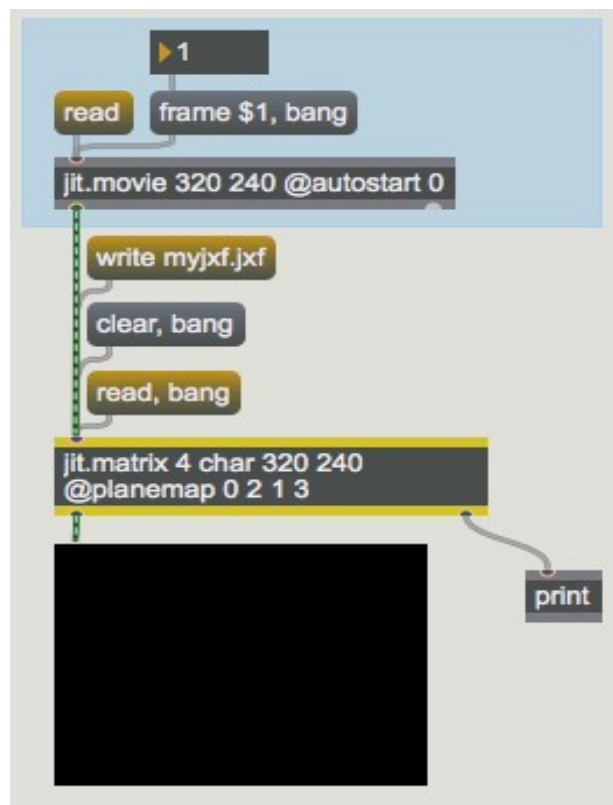 1
read
frame $1, bang
jit.movie 320 240 @autostart 0
write myjxf.jxf
clear, bang
read, bang
jit.matrix 4 char 320 240
@planemap 0 2 1 3
print